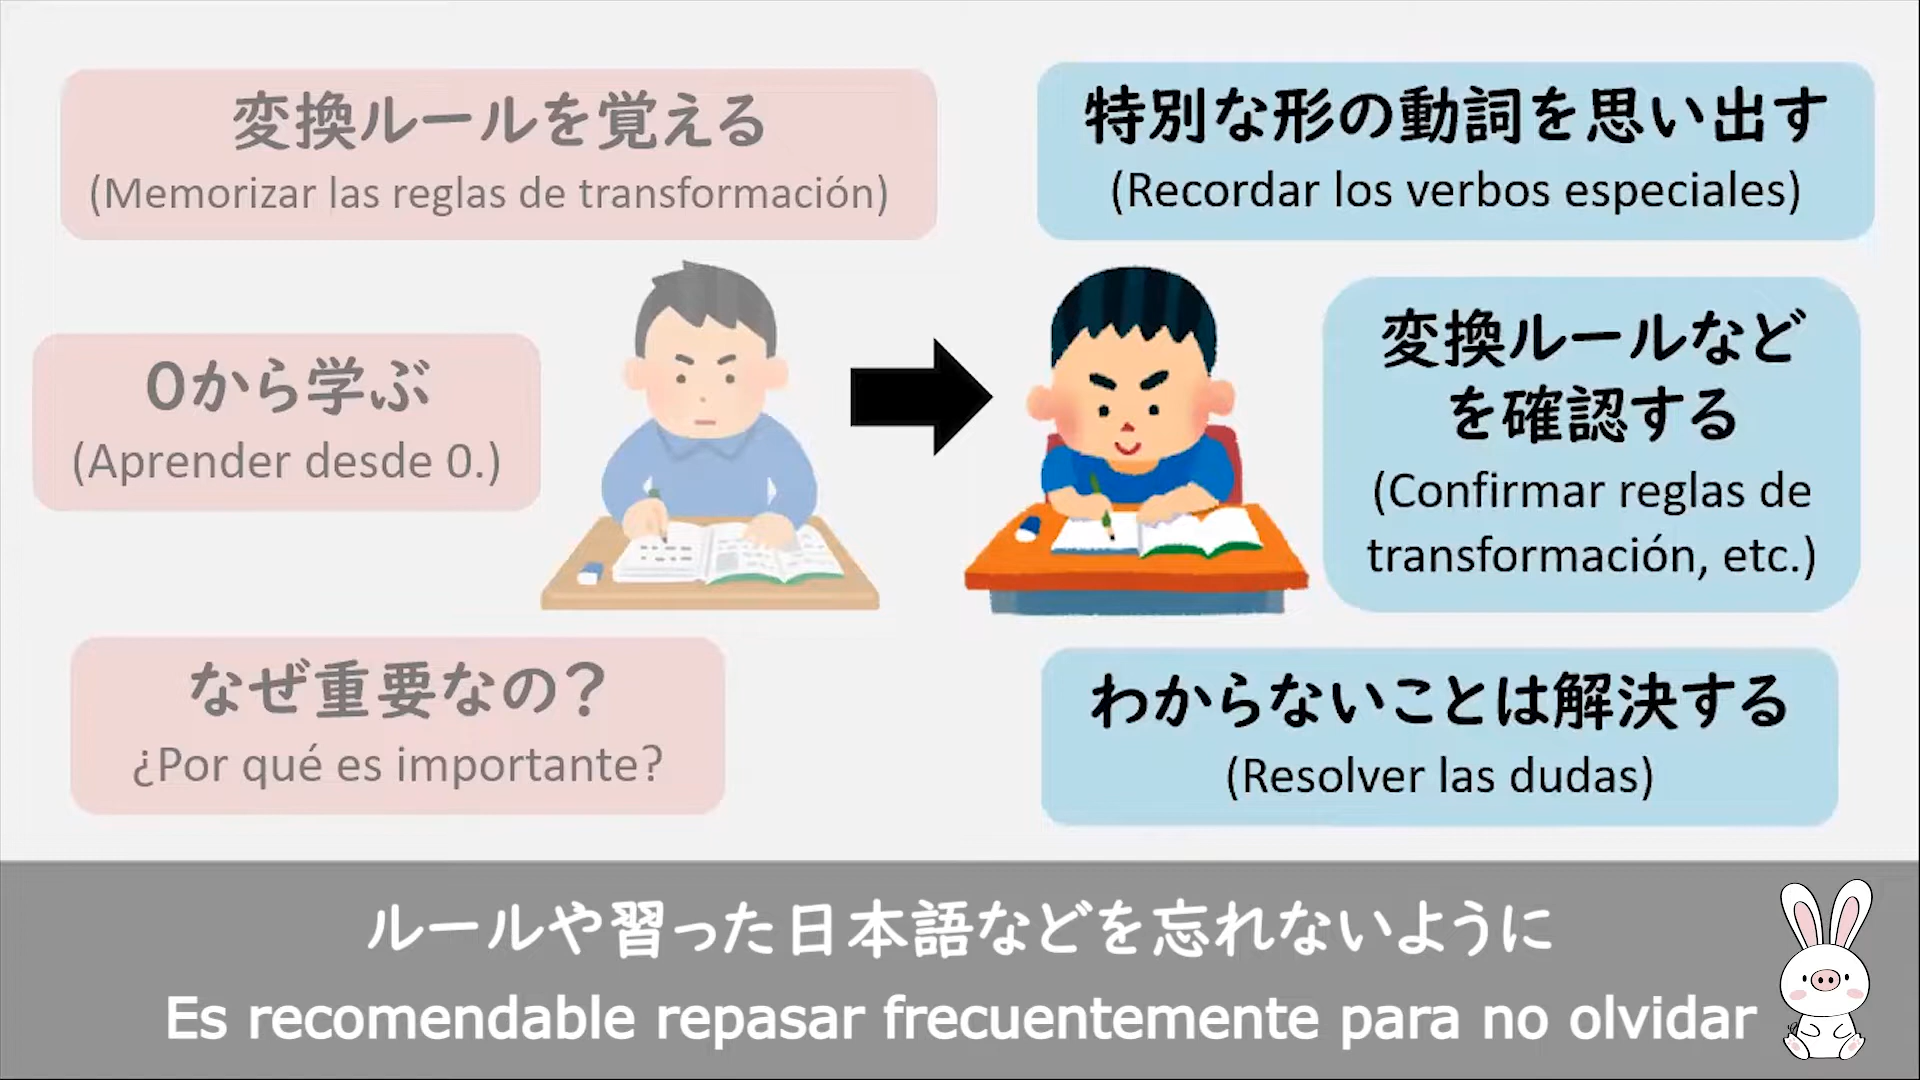 変換ルールを覚える
(Memorizar las reglas de transformación)
0から学ぶ
(Aprender desde 0.)
なぜ重要なの？
¿Por qué es importante?
特別な形の動詞を思い出す
(Recordar los verbos especiales)
変換ルールなど
を確認する
(Confirmar reglas de
transformación, etc.)
わからないことは解決する
(Resolver las dudas)
ルールや習った日本語などを忘れないように
Es recomendable repasar frecuentemente para no olvidar